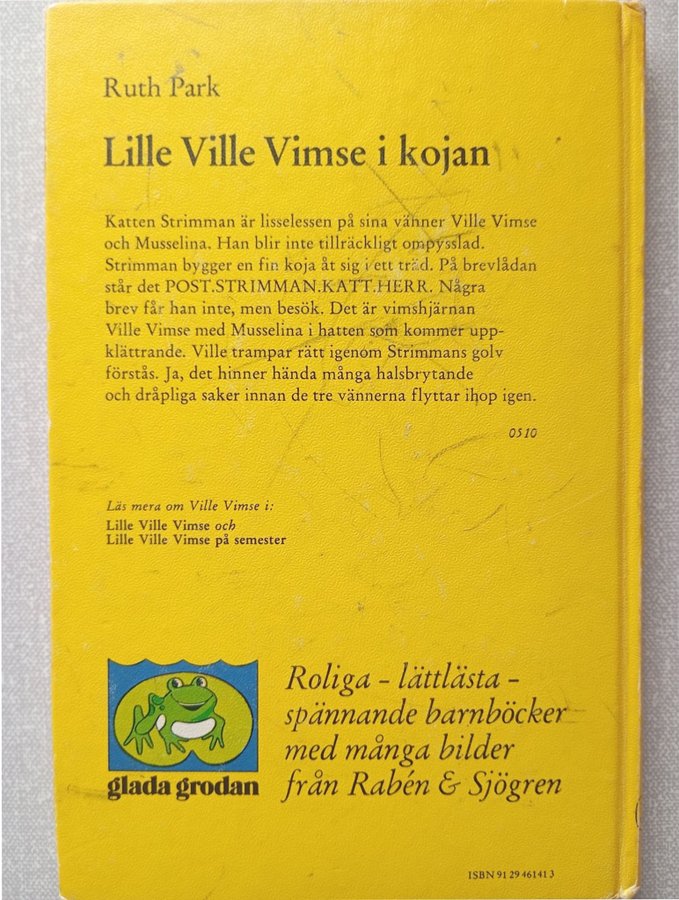 Ruth Park
Lille Ville Vimse i kojan
Katten Strimman är lisselessen på sina vänner Ville Vimse
och Musselina. Han blir inte tillräckligt ompysslad.
Strimman bygger en fin koja åt sig i ett träd. På brevlådan
står det POST.STRIMMAN.KATT.HERR. Några
brev får han inte, men besök. Det är vimshjärnan
Ville Vimse med Musselina i hatten som kommer upp-
klättrande. Ville trampar rätt igenom Strimmans golv
förstås. Ja, det hinner hända många halsbrytande
och dråpliga saker innan de tre vännerna flyttar ihop igen.
0510
Läs mera om Ville Vimse i:
Lille Ville Vimse och
Lille Ville Vimse på semester
glada grodan
Roliga – lättlästa –
spännande barnböcker
med många bilder
från Rabén & Sjögren
ISBN 91 29 46141 3